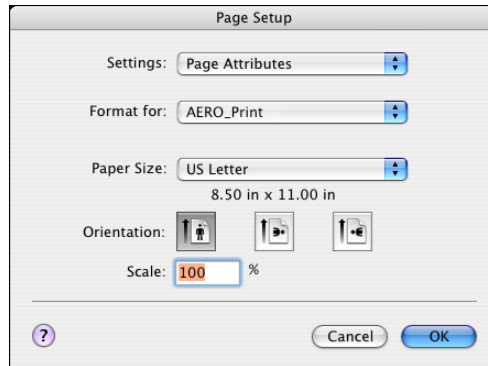 Page Setup
Settings: Page Attributes
Format for: AERO_Print
Paper Size: US Letter
8.50 in x 11.00 in
Orientation:
Scale: 100 %
? Cancel OK